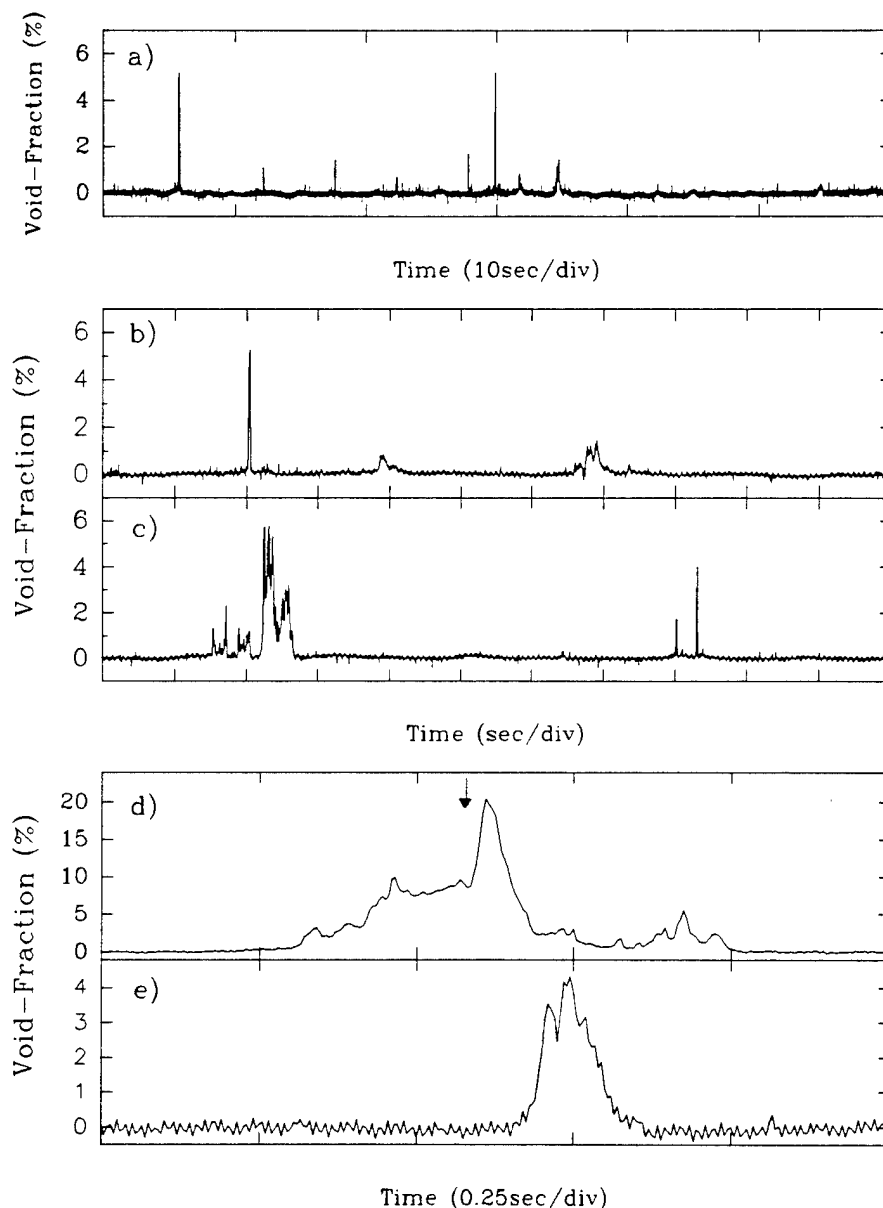 Void-Fraction (%)
a)
6
4
2
0
Time (10sec/div)
Void-Fraction (%)
b)
6
4
2
0
c)
6
4
2
0
Time (sec/div)
Void-Fraction (%)
d)
20
15
10
5
0
e)
4
3
2
1
0
Time (0.25sec/div)